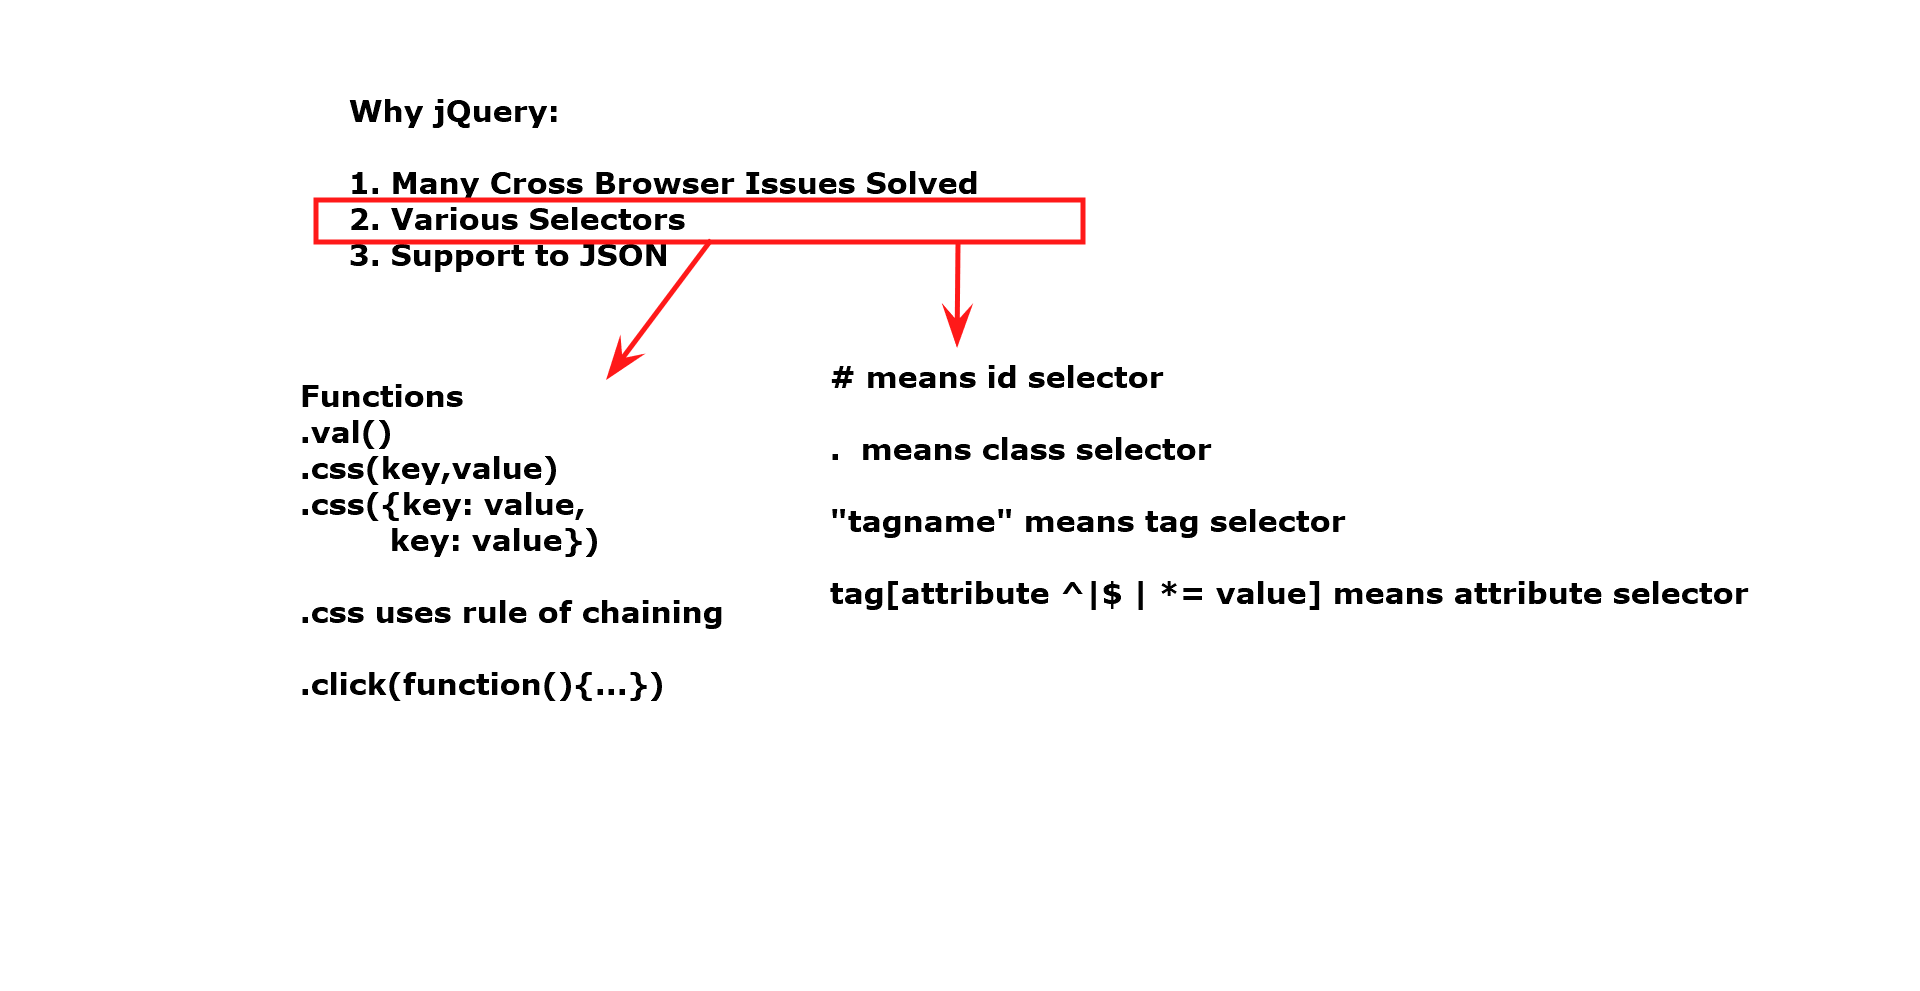 Why jQuery:
1. Many Cross Browser Issues Solved
2. Various Selectors
3. Support to JSON
Functions
.val()
.css(key,value)
.css({key: value,
key: value})
.css uses rule of chaining
.click(function(){...})
# means id selector
.  means class selector
"tagname" means tag selector
tag[attribute ^|$ | *= value] means attribute selector